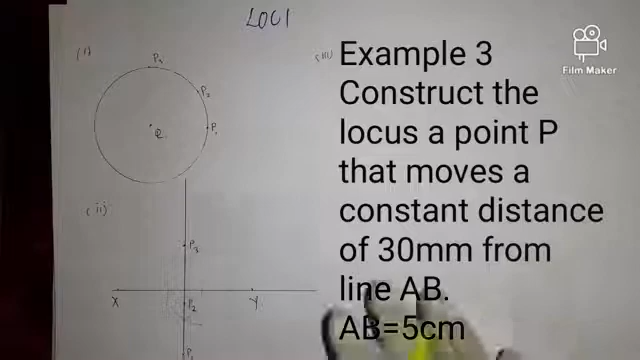 LOCI
(i)
P3
P2
P1
Q
(ii)
P3
X
P2
Y
P1
(iii)
Example 3
Construct the
locus a point P
that moves a
constant distance
of 30mm from
line AB.
AB=5cm
Film Maker